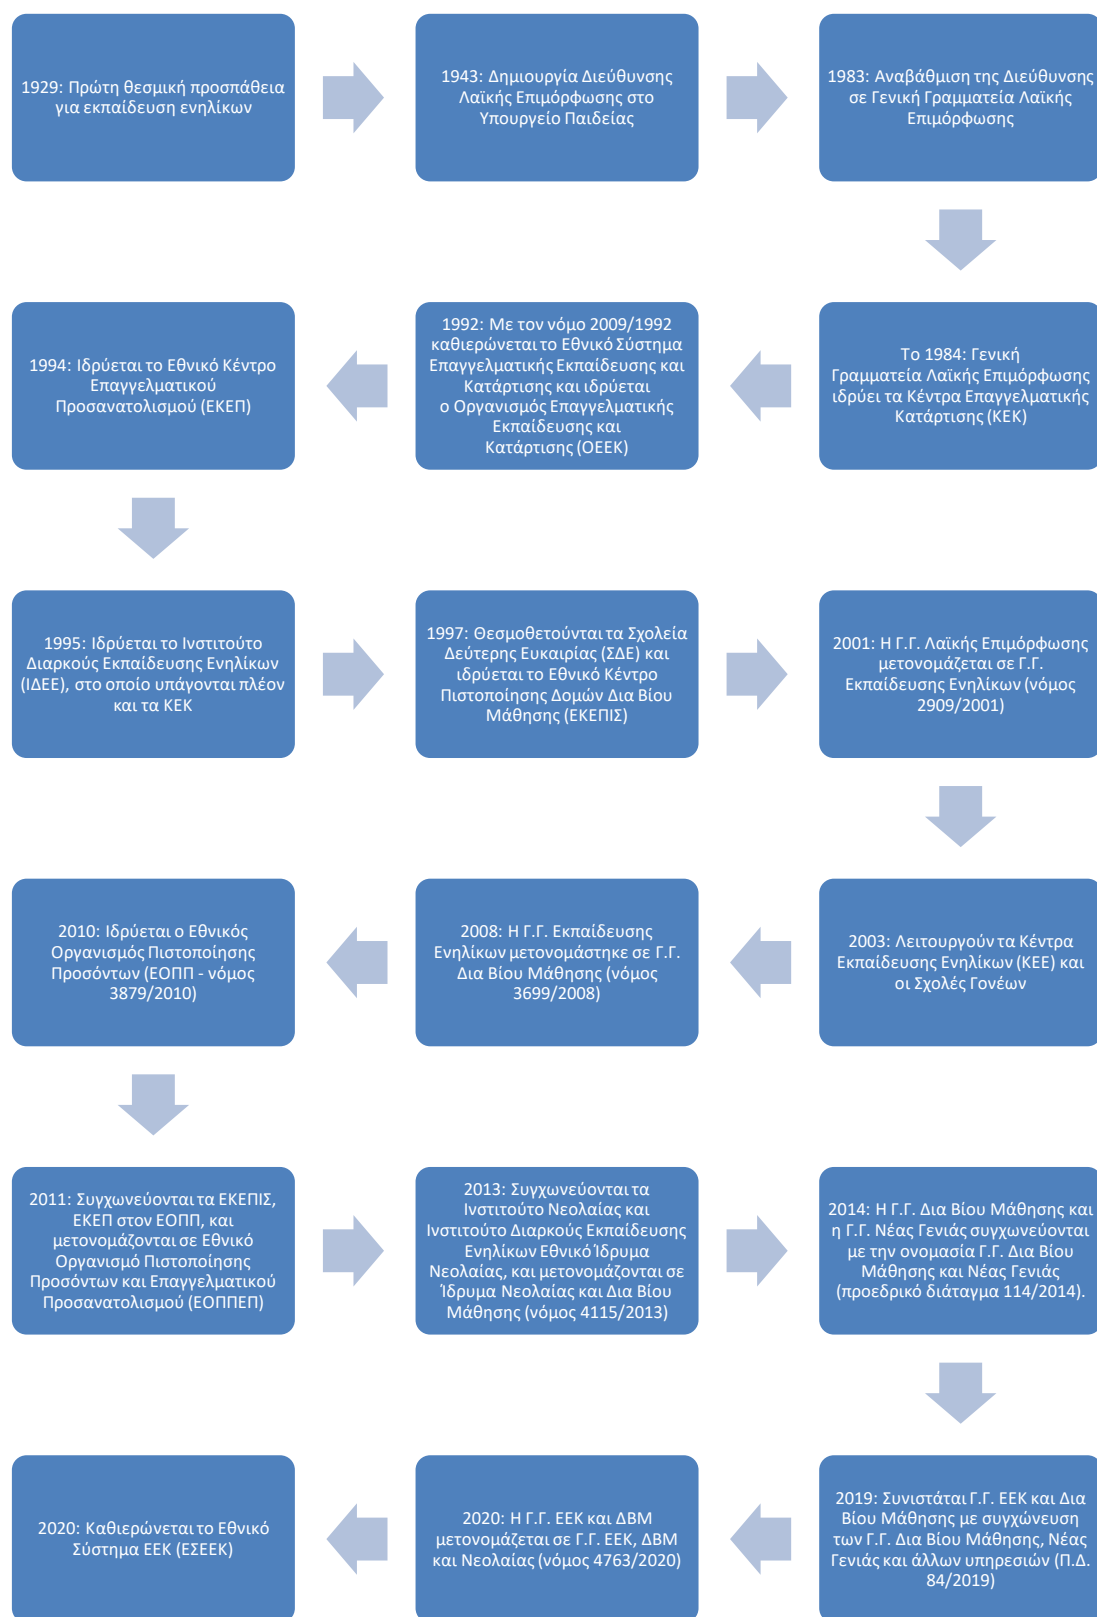 1929: Πρώτη θεσμική προσπάθεια
για εκπαίδευση ενηλίκων
1943: Δημιουργία Διεύθυνσης
Λαϊκής Επιμόρφωσης στο
Υπουργείο Παιδείας
1983: Αναβάθμιση της Διεύθυνσης
σε Γενική Γραμματεία Λαϊκής
Επιμόρφωσης
Το 1984: Γενική
Γραμματεία Λαϊκής Επιμόρφωσης
ιδρύει τα Κέντρα Επαγγελματικής
Κατάρτισης (ΚΕΚ)
1992: Με τον νόμο 2009/1992
καθιερώνεται το Εθνικό Σύστημα
Επαγγελματικής Εκπαίδευσης και
Κατάρτισης και ιδρύεται
ο Οργανισμός Επαγγελματικής
Εκπαίδευσης και
Κατάρτισης (ΟΕΕΚ)
1994: Ιδρύεται το Εθνικό Κέντρο
Επαγγελματικού
Προσανατολισμού (ΕΚΕΠ)
1995: Ιδρύεται το Ινστιτούτο
Διαρκούς Εκπαίδευσης Ενηλίκων
(ΙΔΕΕ), στο οποίο υπάγονται πλέον
και τα ΚΕΚ
1997: Θεσμοθετούνται τα Σχολεία
Δεύτερης Ευκαιρίας (ΣΔΕ) και
ιδρύεται το Εθνικό Κέντρο
Πιστοποίησης Δομών Δια Βίου
Μάθησης (ΕΚΕΠΙΣ)
2001: Η Γ.Γ. Λαϊκής Επιμόρφωσης
μετονομάζεται σε Γ.Γ.
Εκπαίδευσης Ενηλίκων (νόμος
2909/2001)
2003: Λειτουργούν τα Κέντρα
Εκπαίδευσης Ενηλίκων (ΚΕΕ) και
οι Σχολές Γονέων
2008: Η Γ.Γ. Εκπαίδευσης
Ενηλίκων μετονομάστηκε σε Γ.Γ.
Δια Βίου Μάθησης (νόμος
3699/2008)
2010: Ιδρύεται ο Εθνικός
Οργανισμός Πιστοποίησης
Προσόντων (ΕΟΠΠ - νόμος
3879/2010)
2011: Συγχωνεύονται τα ΕΚΕΠΙΣ,
ΕΚΕΠ στον ΕΟΠΠ, και
μετονομάζονται σε Εθνικό
Οργανισμό Πιστοποίησης
Προσόντων και Επαγγελματικού
Προσανατολισμού (ΕΟΠΠΕΠ)
2013: Συγχωνεύονται τα
Ινστιτούτο Νεολαίας και
Ινστιτούτο Διαρκούς Εκπαίδευσης
Ενηλίκων Εθνικό Ίδρυμα
Νεολαίας, και μετονομάζονται σε
Ίδρυμα Νεολαίας και Δια Βίου
Μάθησης (νόμος 4115/2013)
2014: Η Γ.Γ. Δια Βίου Μάθησης και
η Γ.Γ. Νέας Γενιάς συγχωνεύονται
με την ονομασία Γ.Γ. Δια Βίου
Μάθησης και Νέας Γενιάς
(προεδρικό διάταγμα 114/2014).
2019: Συνιστάται Γ.Γ. ΕΕΚ και Δια
Βίου Μάθησης με συγχώνευση
των Γ.Γ. Δια Βίου Μάθησης, Νέας
Γενιάς και άλλων υπηρεσιών (Π.Δ.
84/2019)
2020: Η Γ.Γ. ΕΕΚ και ΔΒΜ
μετονομάζεται σε Γ.Γ. ΕΕΚ, ΔΒΜ
και Νεολαίας (νόμος 4763/2020)
2020: Καθιερώνεται το Εθνικό
Σύστημα ΕΕΚ (ΕΣΕΕΚ)